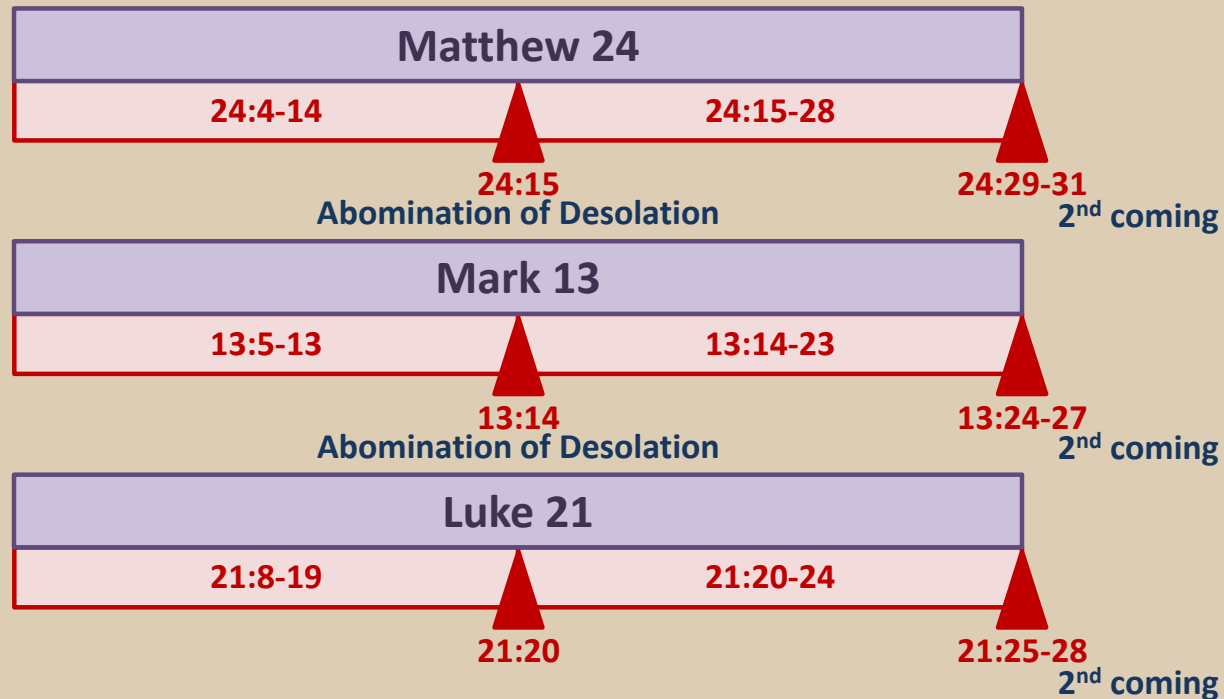 Matthew 24
24:4-14 24:15-28
24:15 24:29-31
Abomination of Desolation 2nd coming
Mark 13
13:5-13 13:14-23
13:14 13:24-27
Abomination of Desolation 2nd coming
Luke 21
21:8-19 21:20-24
21:20 21:25-28
2nd coming